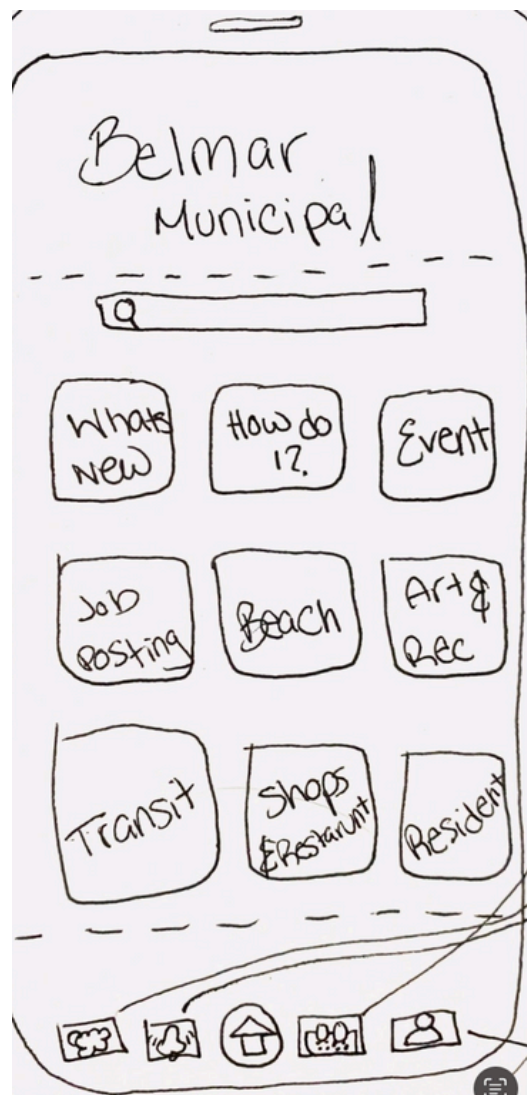 Belmar
Municipal
Whats
New
How do
I?
Event
Job
Posting
Beach
Art &
Rec
Transit
Shops
& Restarunt
Resident